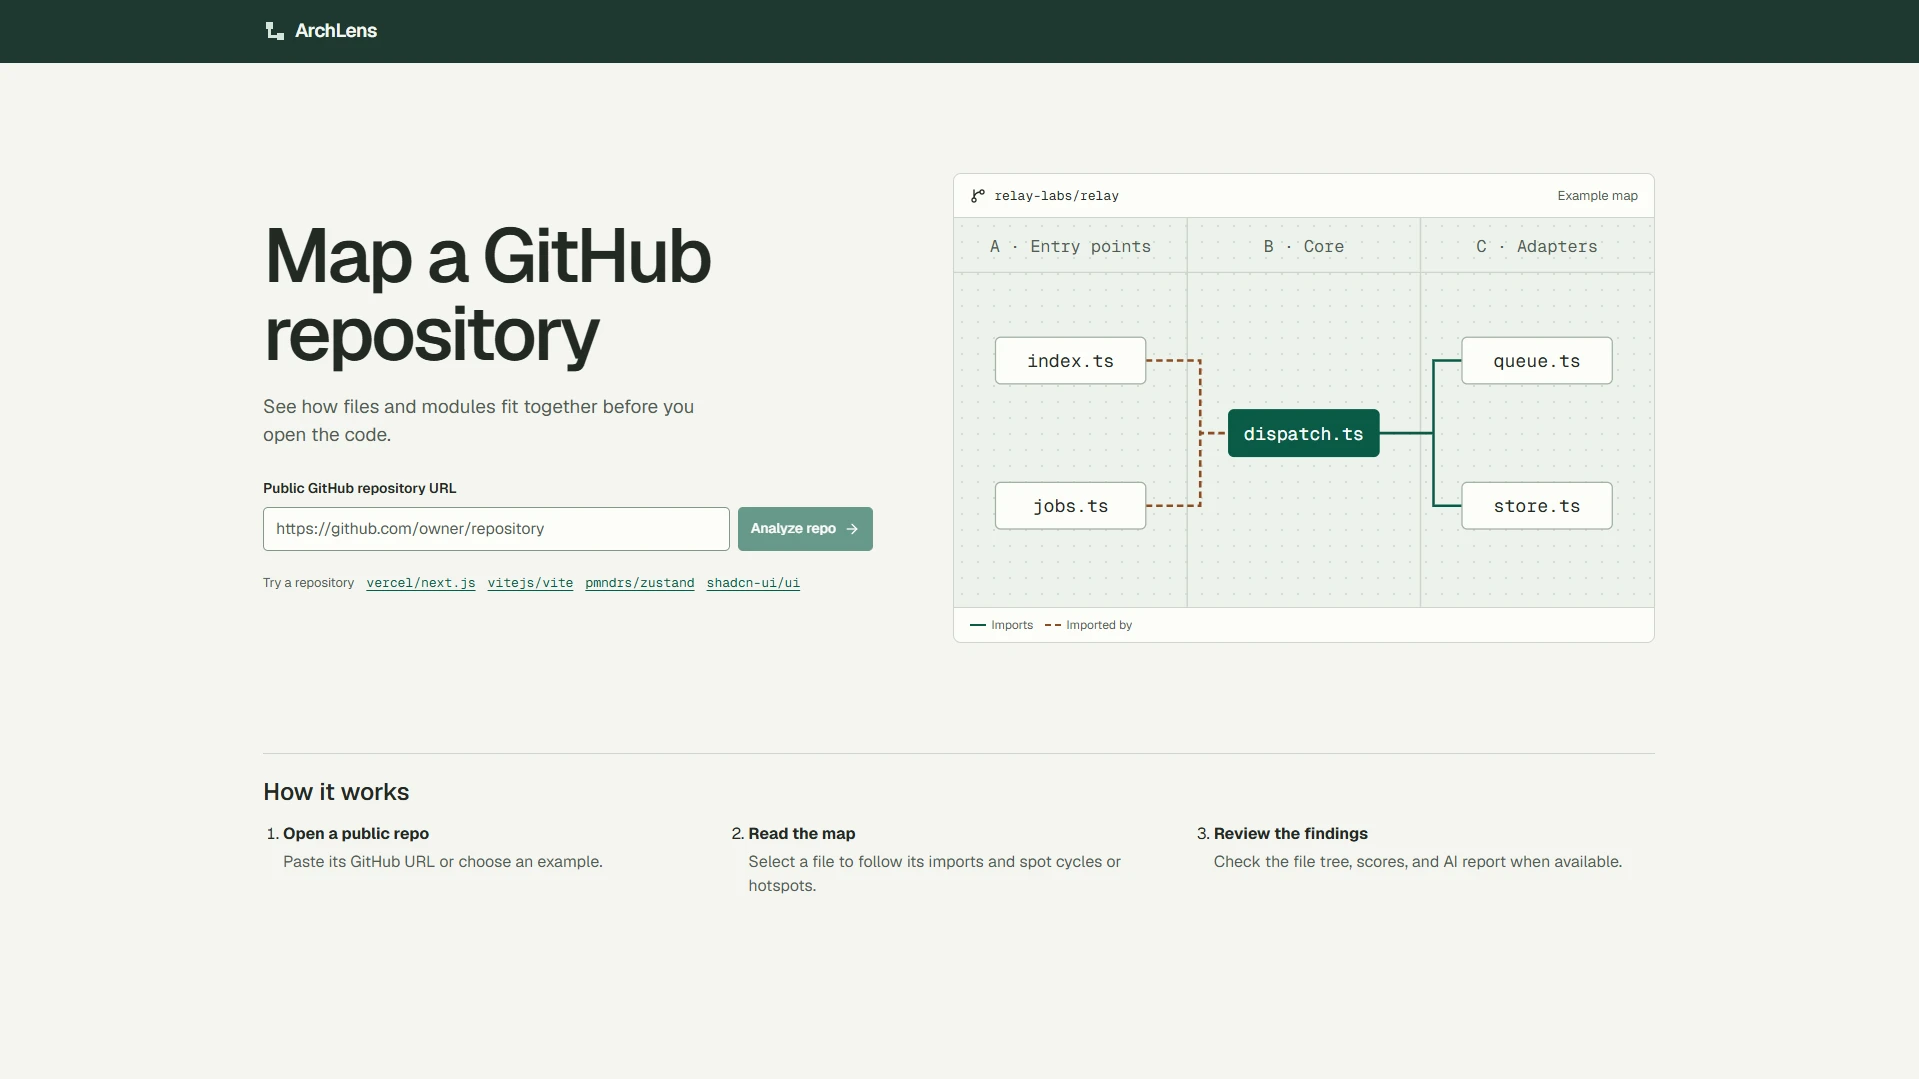 ArchLens
Map a GitHub
repository
See how files and modules fit together before you
open the code.
Public GitHub repository URL
https://github.com/owner/repository
Analyze repo →
Try a repository vercel/next.js vitejs/vite pmndrs/zustand shadcn-ui/ui
relay-labs/relay Example map
A · Entry points B · Core C · Adapters
index.ts queue.ts
dispatch.ts
jobs.ts store.ts
Imports Imported by
How it works
1. Open a public repo
Paste its GitHub URL or choose an example.
2. Read the map
Select a file to follow its imports and spot cycles or
hotspots.
3. Review the findings
Check the file tree, scores, and AI report when available.